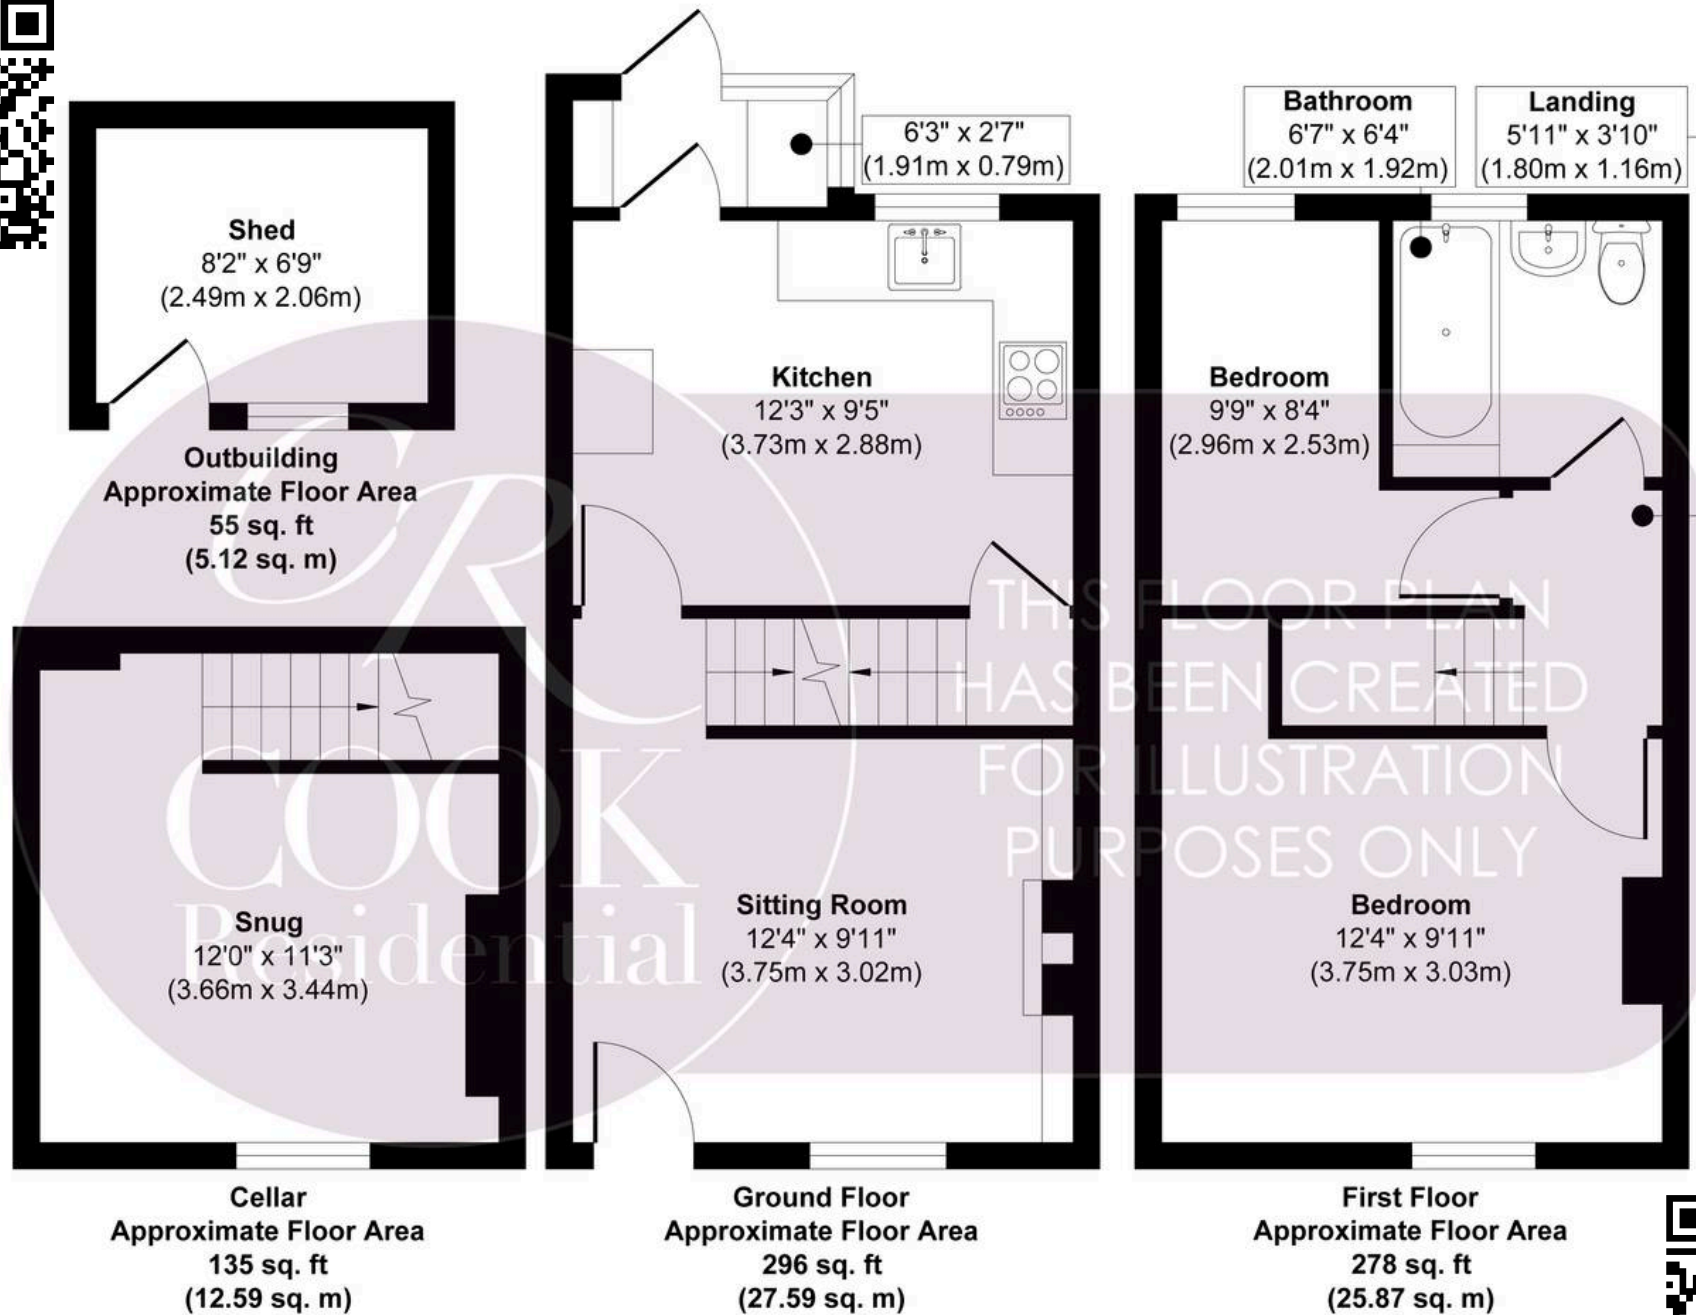 6'3" x 2'7"
(1.91m x 0.79m)
Bathroom
6'7" x 6'4"
(2.01m x 1.92m)
Landing
5'11" x 3'10"
(1.80m x 1.16m)
Shed
8'2" x 6'9"
(2.49m x 2.06m)
Outbuilding
Approximate Floor Area
55 sq. ft
(5.12 sq. m)
Kitchen
12'3" x 9'5"
(3.73m x 2.88m)
Bedroom
9'9" x 8'4"
(2.96m x 2.53m)
CR
COOK
Residential
THIS FLOOR PLAN
HAS BEEN CREATED
FOR ILLUSTRATION
PURPOSES ONLY
Snug
12'0" x 11'3"
(3.66m x 3.44m)
Sitting Room
12'4" x 9'11"
(3.75m x 3.02m)
Bedroom
12'4" x 9'11"
(3.75m x 3.03m)
Cellar
Approximate Floor Area
135 sq. ft
(12.59 sq. m)
Ground Floor
Approximate Floor Area
296 sq. ft
(27.59 sq. m)
First Floor
Approximate Floor Area
278 sq. ft
(25.87 sq. m)